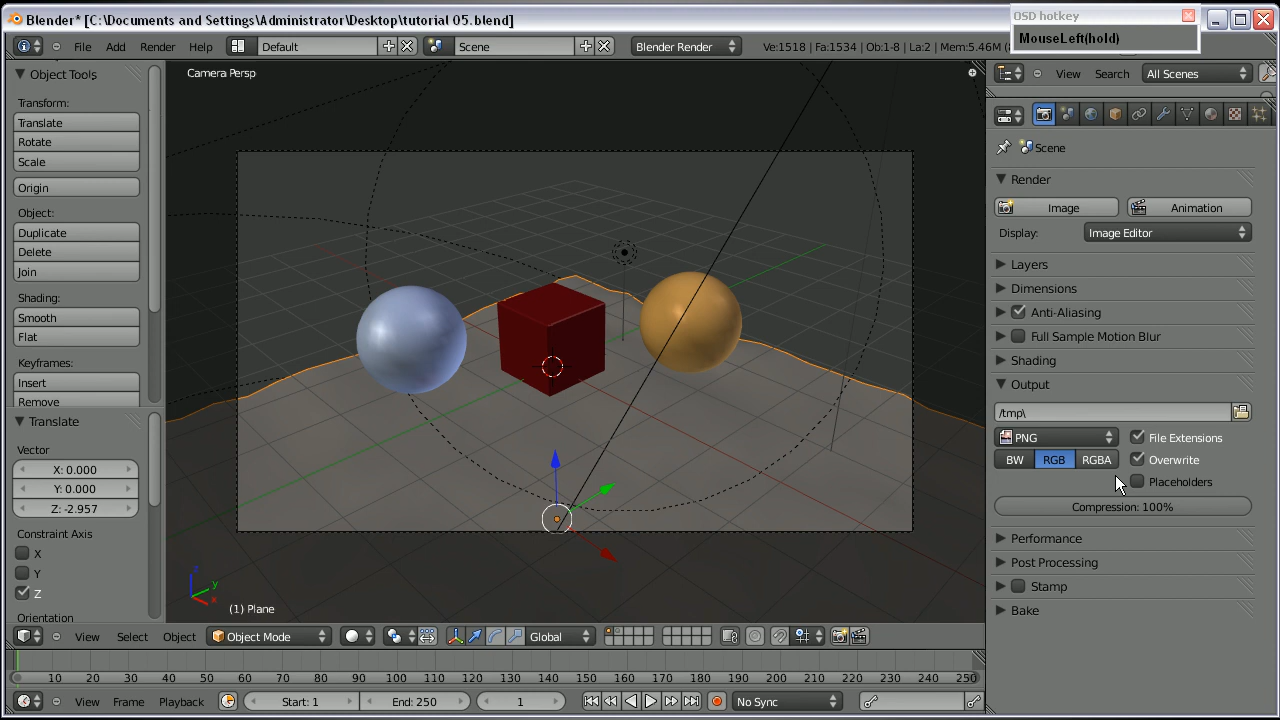 Blender* [C:\Documents and Settings\Administrator\Desktop\tutorial 05.blend]
OSD hotkey
MouseLeft(hold)
File Add Render Help Default Scene Blender Render Ve:1518 | Fa:1534 | Ob:1-8 | La:2 | Mem:5.46M
View Search All Scenes
Object Tools
Camera Persp
Transform:
Translate
Rotate
Scale
Origin
Object:
Duplicate
Delete
Join
Shading:
Smooth
Flat
Keyframes:
Insert
Remove
Translate
Vector
X: 0.000
Y: 0.000
Z: -2.957
Constraint Axis
X
Y
Z
Orientation
z
y
x
(1) Plane
Scene
Render
Image Animation
Display: Image Editor
Layers
Dimensions
Anti-Aliasing
Full Sample Motion Blur
Shading
Output
/tmp\
PNG File Extensions
BW RGB RGBA Overwrite
Placeholders
Compression: 100%
Performance
Post Processing
Stamp
Bake
View Select Object Object Mode Global
10 20 30 40 50 60 70 80 90 100 110 120 130 140 150 160 170 180 190 200 210 220 230 240 250
View Frame Playback Start: 1 End: 250 1 No Sync